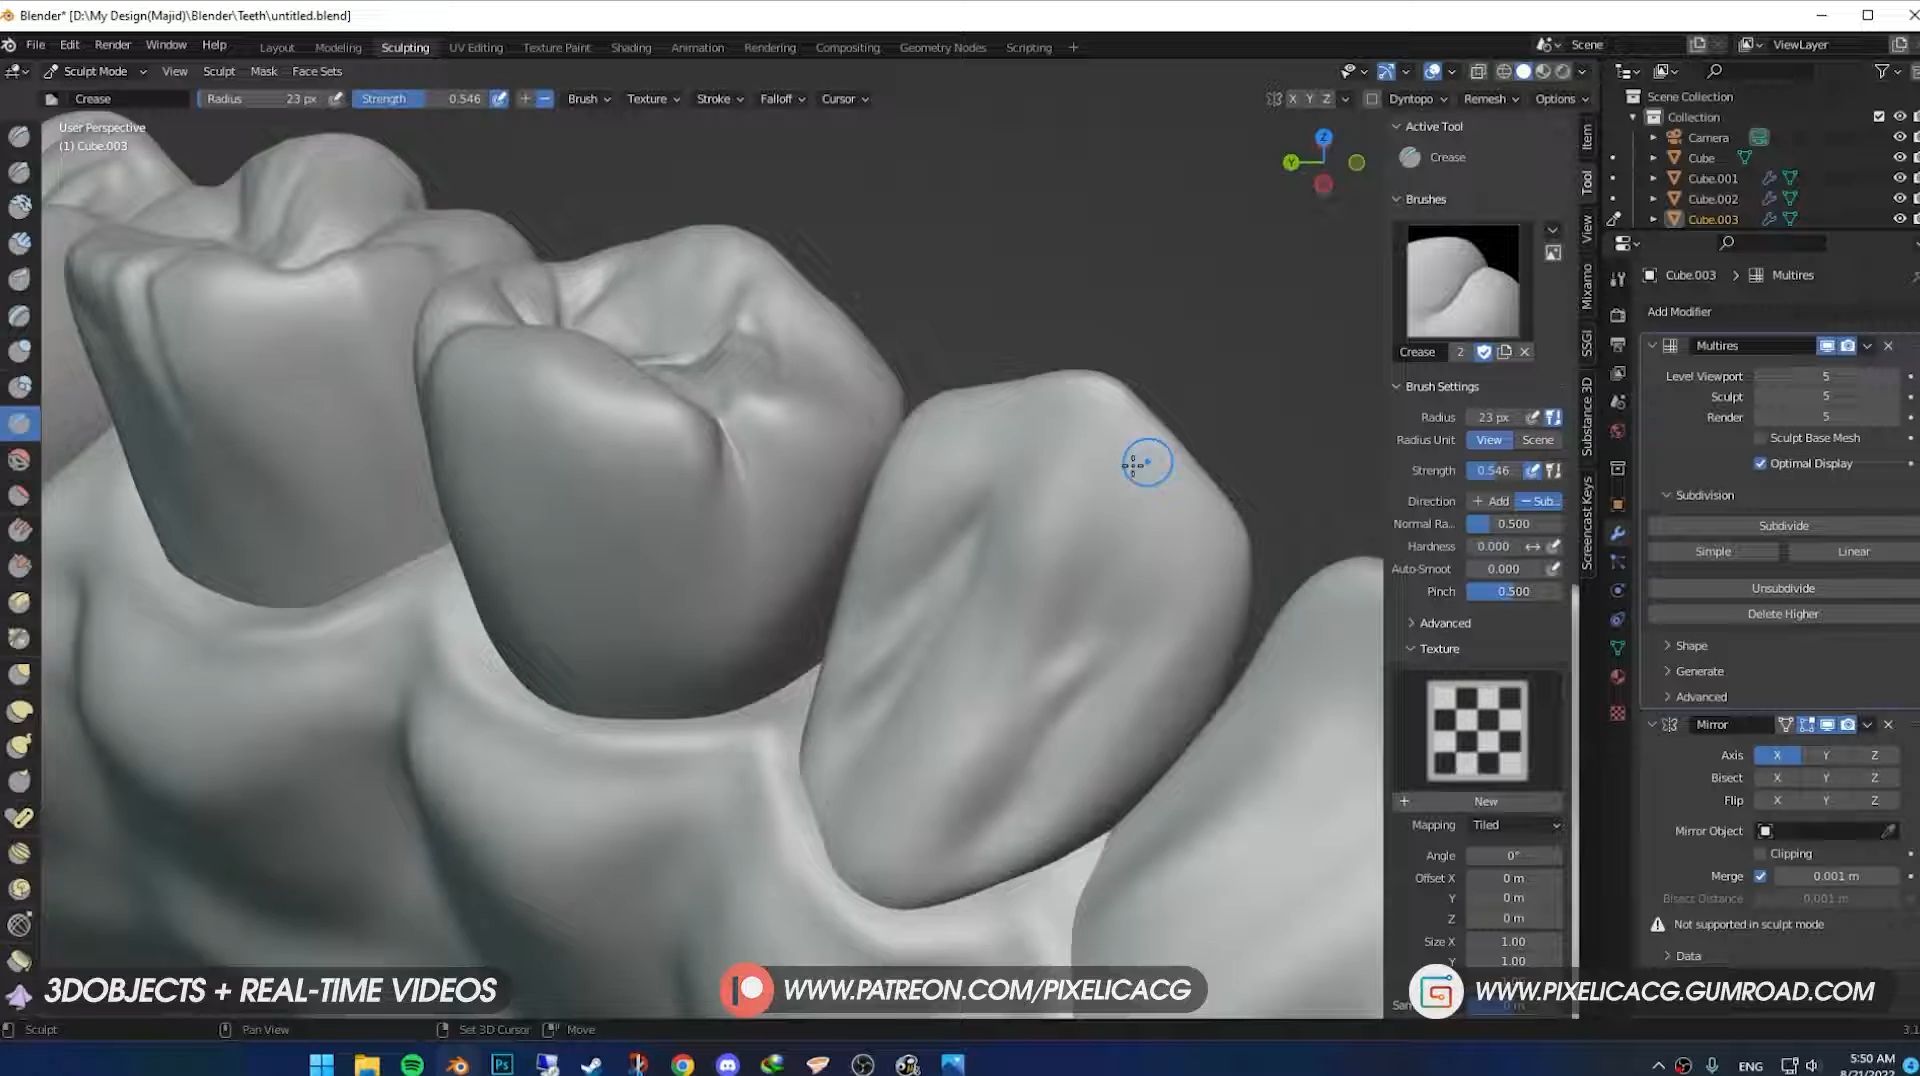 Blender* [D:\My Design(Majid)\Blender\Teeth\untitled.blend]
File Edit Render Window Help Layout Modeling Sculpting UV Editing Texture Paint Shading Animation Rendering Compositing Geometry Nodes Scripting + Scene ViewLayer
Sculpt Mode View Sculpt Mask Face Sets
Crease Radius 23 px Strength 0.546 Brush Texture Stroke Falloff Cursor X Y Z Dyntopo Remesh Options
User Perspective
(1) Cube.003
Z
Y
Active Tool
Crease
Brushes
Crease 2
Brush Settings
Radius 23 px
Radius Unit View Scene
Strength 0.546
Direction + Add − Sub..
Normal Ra... 0.500
Hardness 0.000
Auto-Smoot 0.000
Pinch 0.500
Advanced
Texture
New
Mapping Tiled
Angle 0°
Offset X 0 m
Y 0 m
Z 0 m
Size X 1.00
Y 1.00
Item
Tool
View
Mixamo
SSGI
Substance 3D
Screencast Keys
Scene Collection
Collection
Camera
Cube
Cube.001
Cube.002
Cube.003
Cube.003 > Multires
Add Modifier
Multires
Level Viewport 5
Sculpt 5
Render 5
Sculpt Base Mesh
Optimal Display
Subdivision
Subdivide
Simple Linear
Unsubdivide
Delete Higher
Shape
Generate
Advanced
Mirror
Axis X Y Z
Bisect X Y Z
Flip X Y Z
Mirror Object
Clipping
Merge 0.001 m
Bisect Distance 0.001 m
Not supported in sculpt mode
Data
3DOBJECTS + REAL-TIME VIDEOS
WWW.PATREON.COM/PIXELICACG
WWW.PIXELICACG.GUMROAD.COM
Sculpt Pan View Set 3D Cursor Move
Ps
ENG
5:50 AM